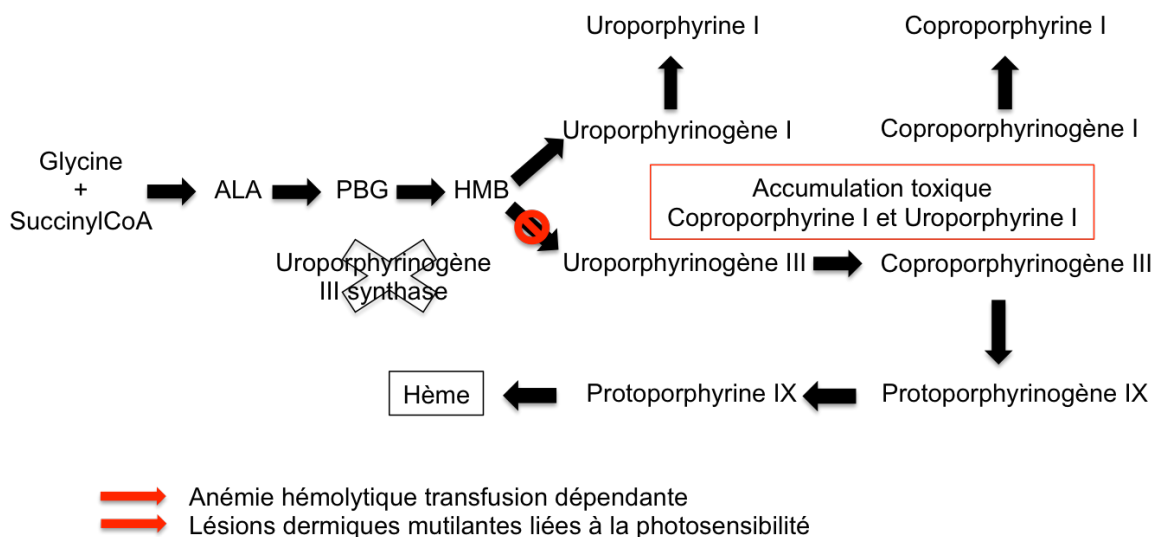 Uroporphyrine I
Coproporphyrine I
Uroporphyrinogène I
Coproporphyrinogène I
Glycine
+
SuccinylCoA
ALA
PBG
HMB
Accumulation toxique
Coproporphyrine I et Uroporphyrine I
Uroporphyrinogène
III synthase
Uroporphyrinogène III
Coproporphyrinogène III
Hème
Protoporphyrine IX
Protoporphyrinogène IX
Anémie hémolytique transfusion dépendante
Lésions dermiques mutilantes liées à la photosensibilité